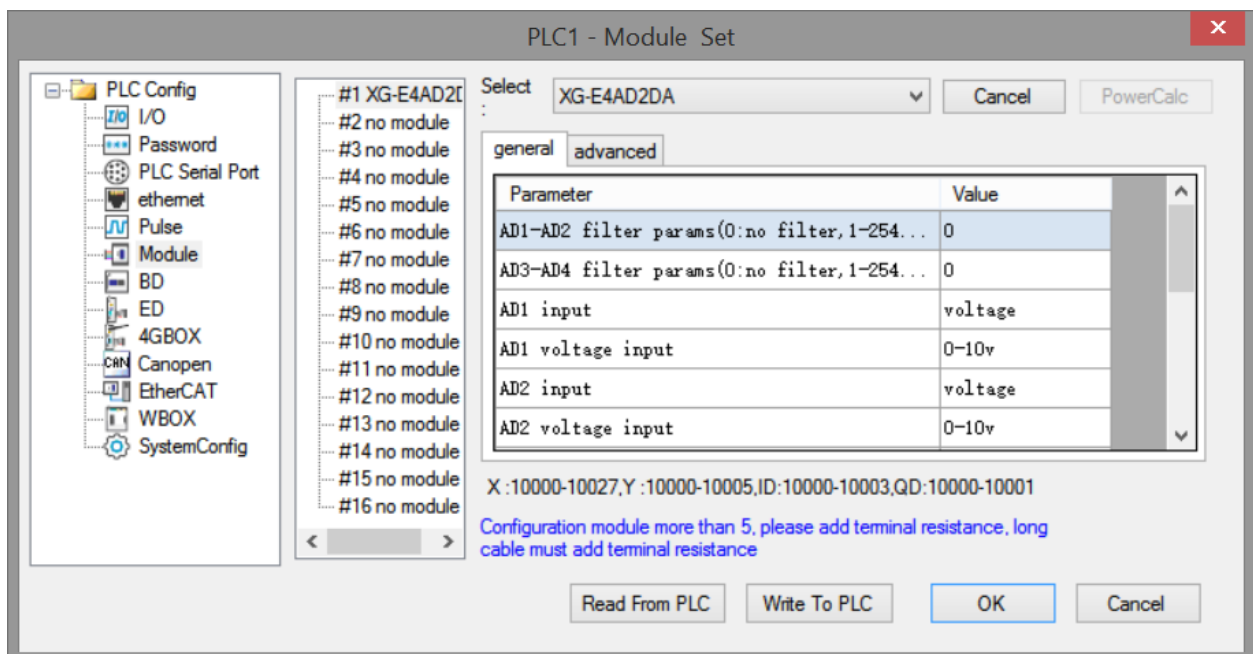 PLC1 - Module Set
x
PLC Config
I/O
I/O
Password
PLC Serial Port
ethernet
Pulse
Module
BD
ED
4GBOX
CAN
Canopen
EtherCAT
WBOX
SystemConfig
#1 XG-E4AD2D
#2 no module
#3 no module
#4 no module
#5 no module
#6 no module
#7 no module
#8 no module
#9 no module
#10 no module
#11 no module
#12 no module
#13 no module
#14 no module
#15 no module
#16 no module
Select
:
XG-E4AD2DA
Cancel
PowerCalc
general
advanced
Parameter Value
AD1-AD2 filter params(0:no filter,1-254... 0
AD3-AD4 filter params(0:no filter,1-254... 0
AD1 input voltage
AD1 voltage input 0-10v
AD2 input voltage
AD2 voltage input 0-10v
X :10000-10027,Y :10000-10005,ID:10000-10003,QD:10000-10001
Configuration module more than 5, please add terminal resistance, long
cable must add terminal resistance
Read From PLC
Write To PLC
OK
Cancel